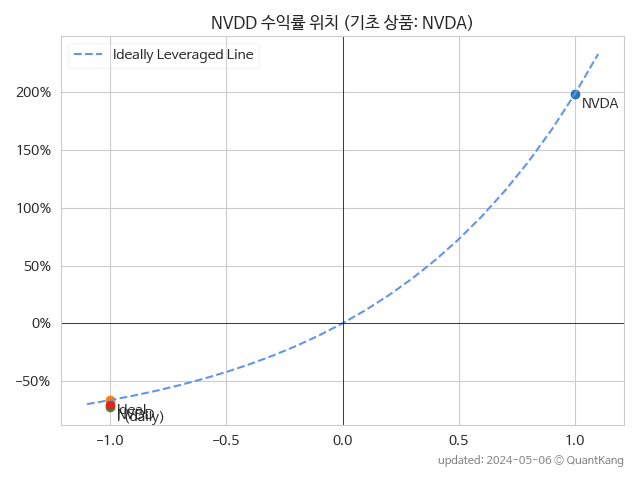 NVDD 수익률 위치 (기초 상품: NVDA)
Ideally Leveraged Line
200%
150%
100%
50%
0%
−50%
NVDA
Ideal
NVDD
(daily)
−1.0
−0.5
0.0
0.5
1.0
updated: 2024-05-06 © QuantKang